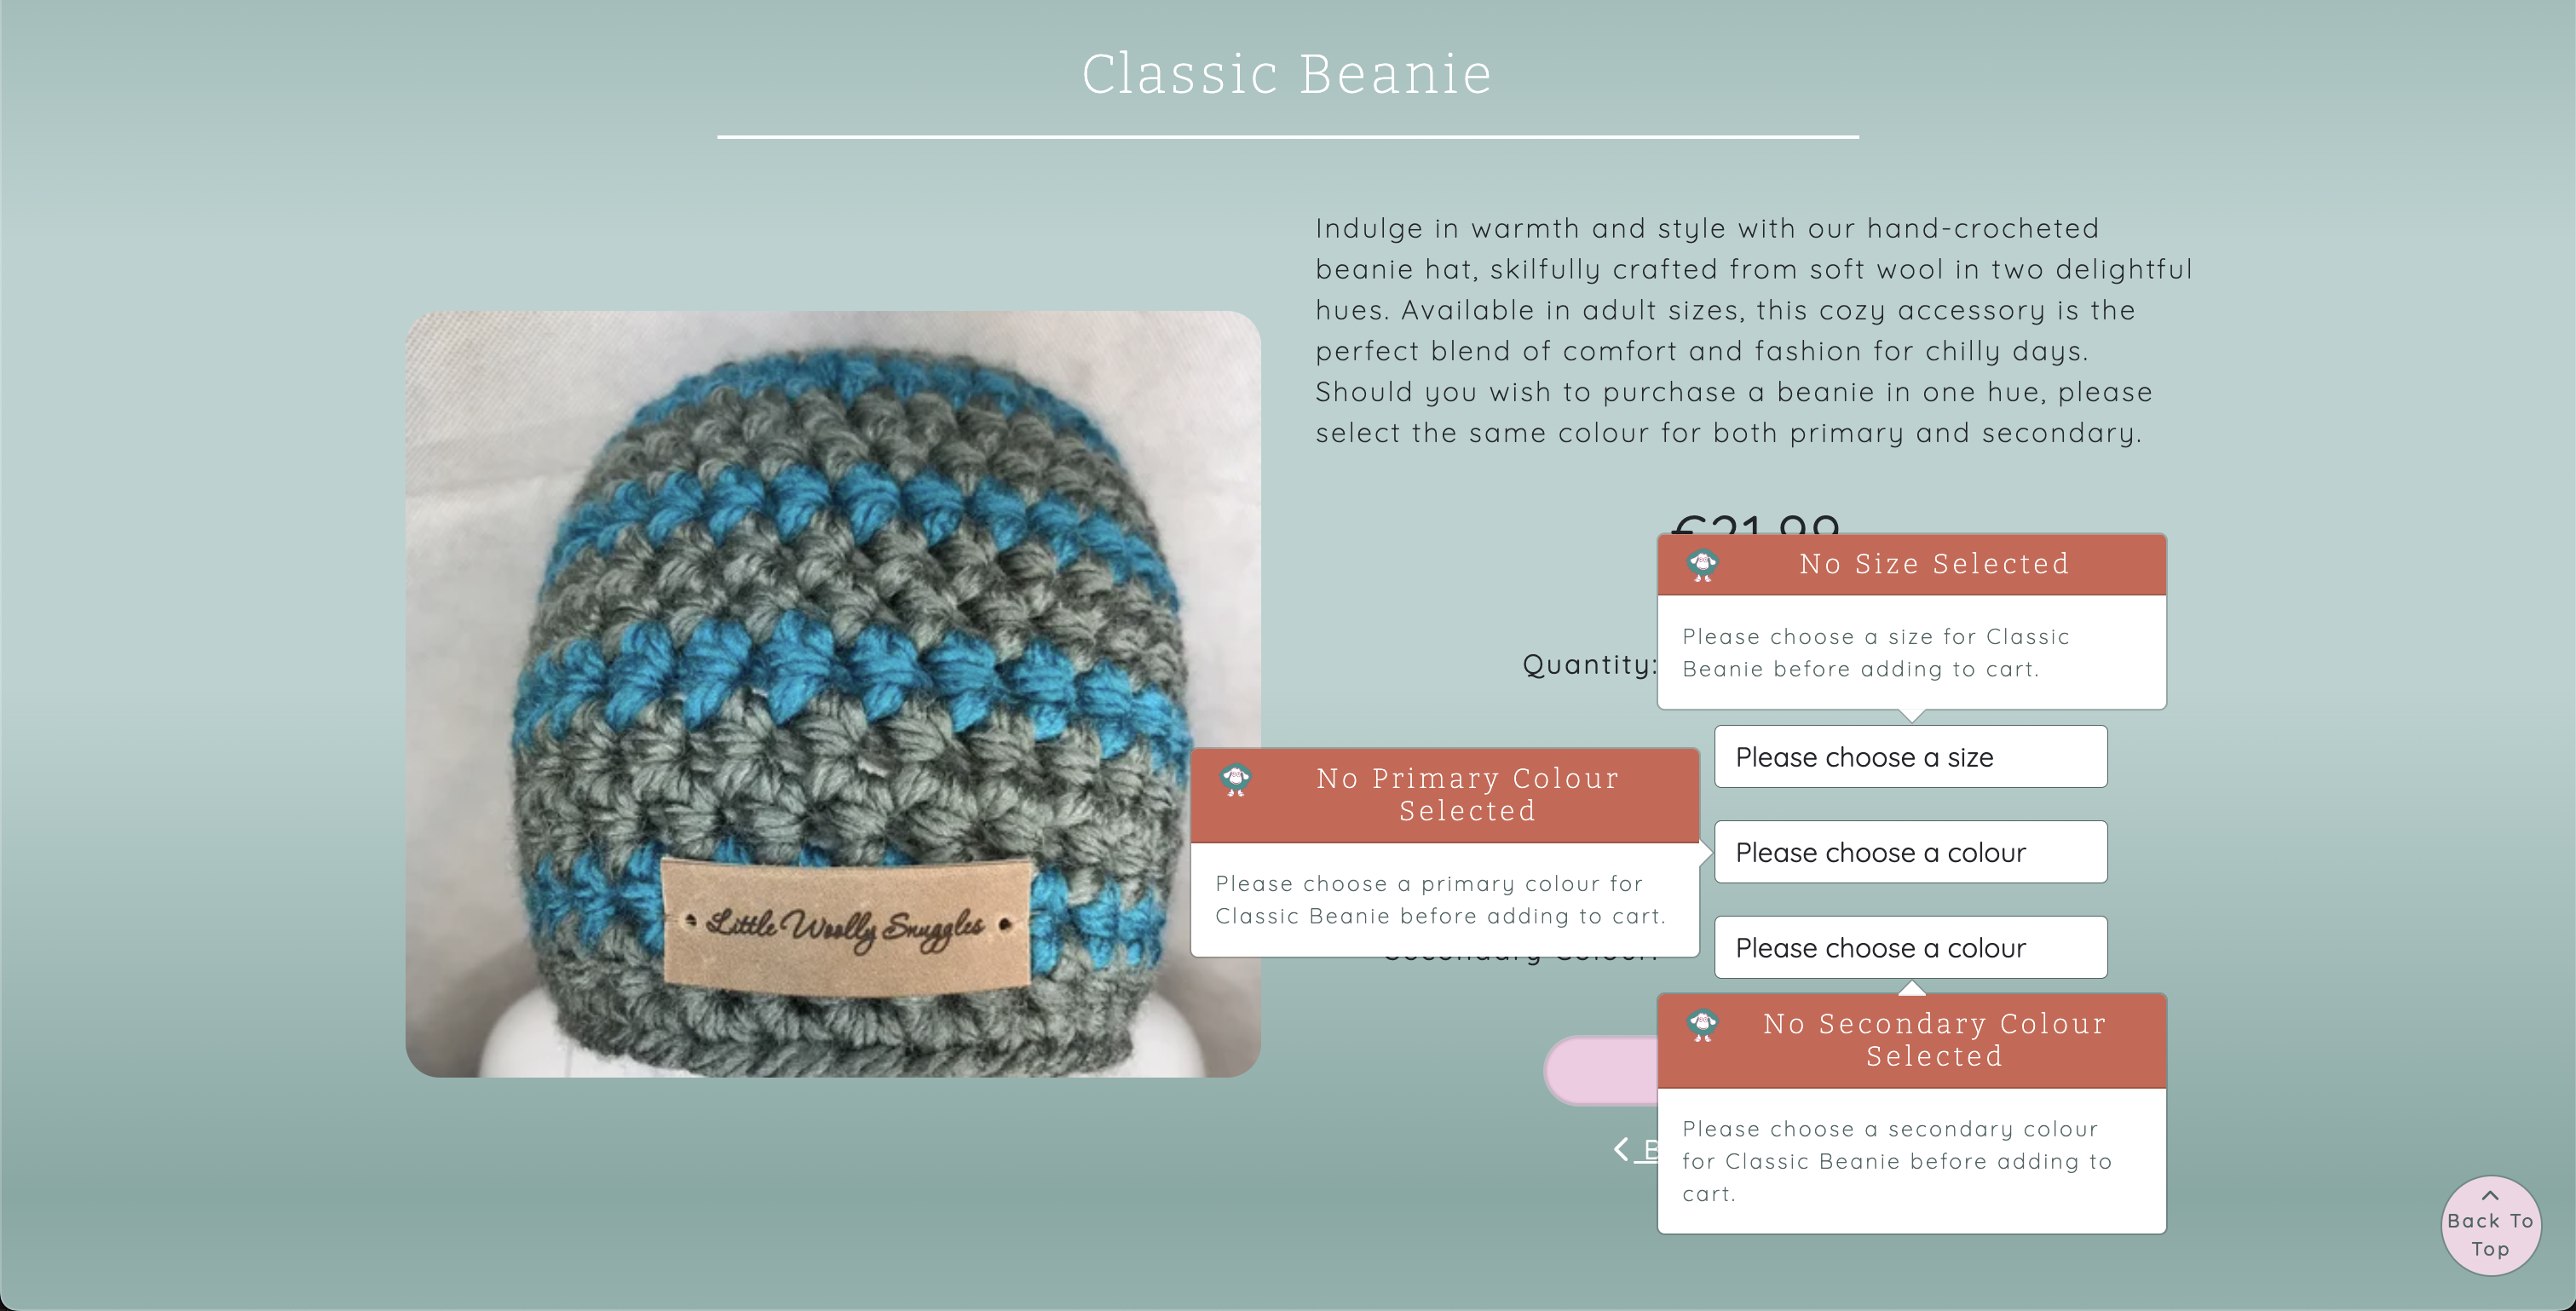 Classic Beanie
Indulge in warmth and style with our hand-crocheted
beanie hat, skilfully crafted from soft wool in two delightful
hues. Available in adult sizes, this cozy accessory is the
perfect blend of comfort and fashion for chilly days.
Should you wish to purchase a beanie in one hue, please
select the same colour for both primary and secondary.
€21.99
No Size Selected
Please choose a size for Classic
Beanie before adding to cart.
Quantity:
Please choose a size
No Primary Colour
Selected
Please choose a primary colour for
Classic Beanie before adding to cart.
Please choose a colour
Little Woolly Snuggles
Secondary Colour:
Please choose a colour
No Secondary Colour
Selected
Please choose a secondary colour
for Classic Beanie before adding to
cart.
B
Back To
Top